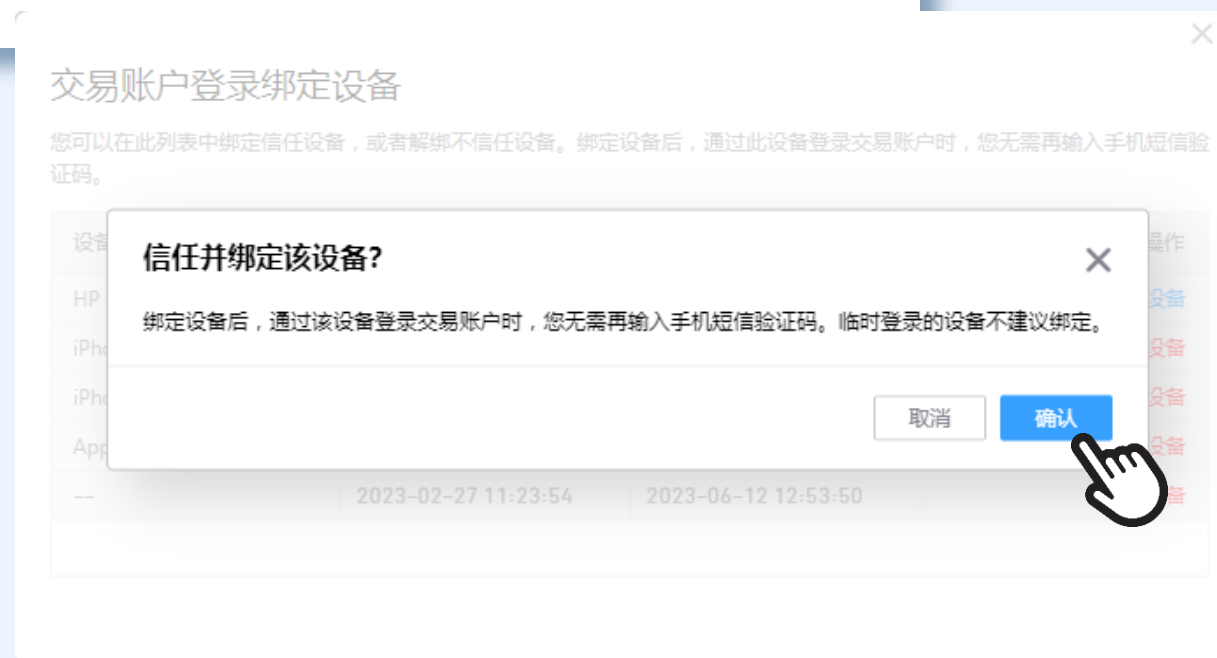 交易账户登录绑定设备
您可以在此列表中绑定信任设备，或者解绑不信任设备。绑定设备后，通过此设备登录交易账户时，您无需再输入手机短信验
证码。
设备
操作
信任并绑定该设备?
HP
设备
绑定设备后，通过该设备登录交易账户时，您无需再输入手机短信验证码。临时登录的设备不建议绑定。
iPho
设备
iPho
设备
取消
确认
App
设备
--
2023-02-27 11:23:54
2023-06-12 12:53:50
备